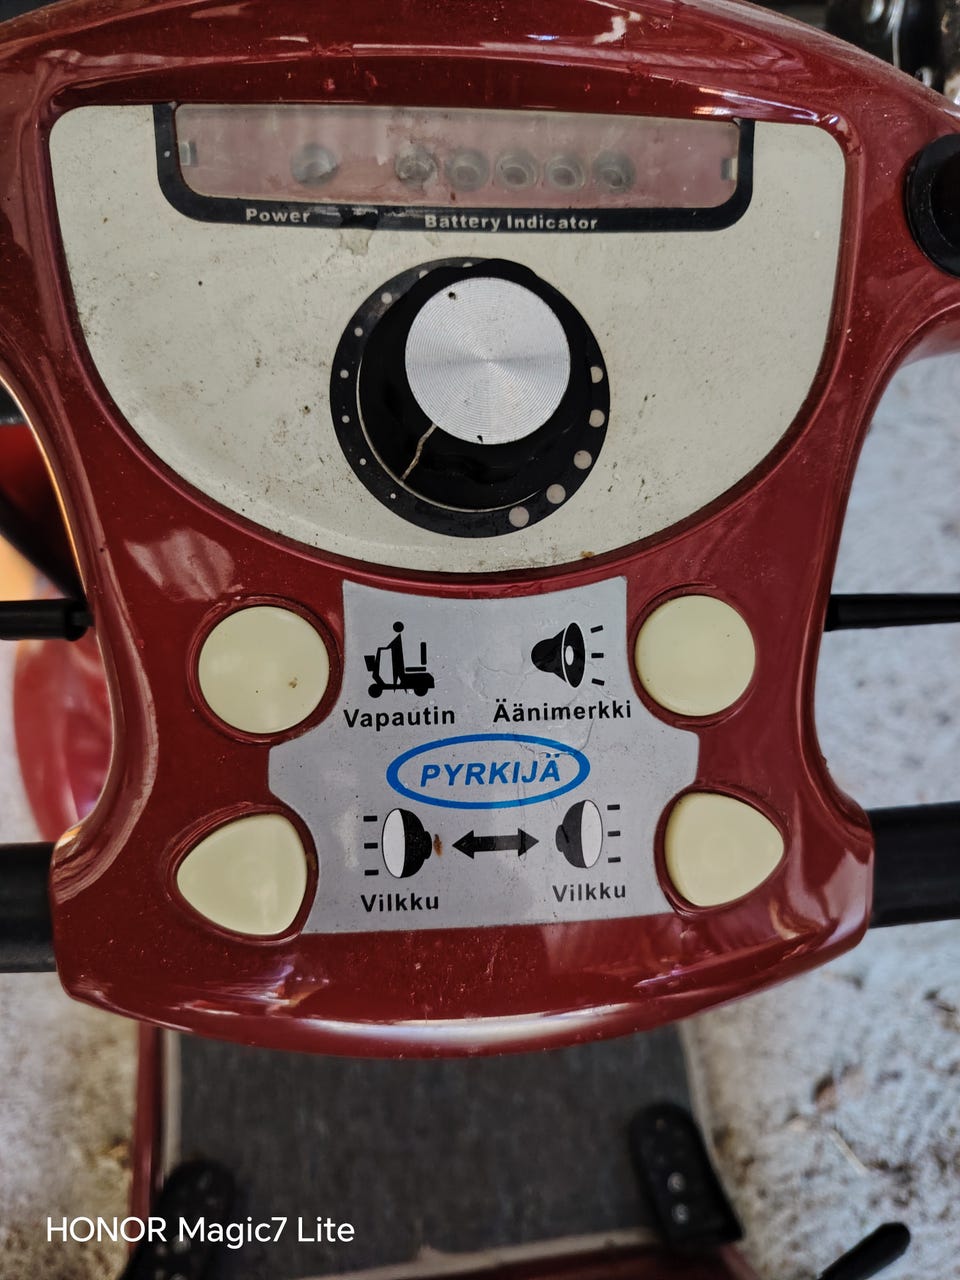 Power
Battery Indicator
Vapautin
Äänimerkki
PYRKIJÄ
Vilkku
Vilkku
HONOR Magic7 Lite